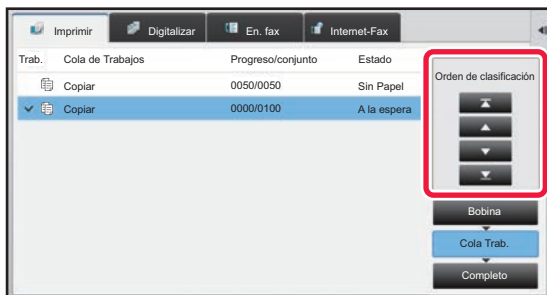 Imprimir Digitalizar En. fax Internet-Fax
Trab. Cola de Trabajos Progreso/conjunto Estado
Copiar 0050/0050 Sin Papel
Copiar 0000/0100 A la espera
Orden de clasificación
Bobina
Cola Trab.
Completo